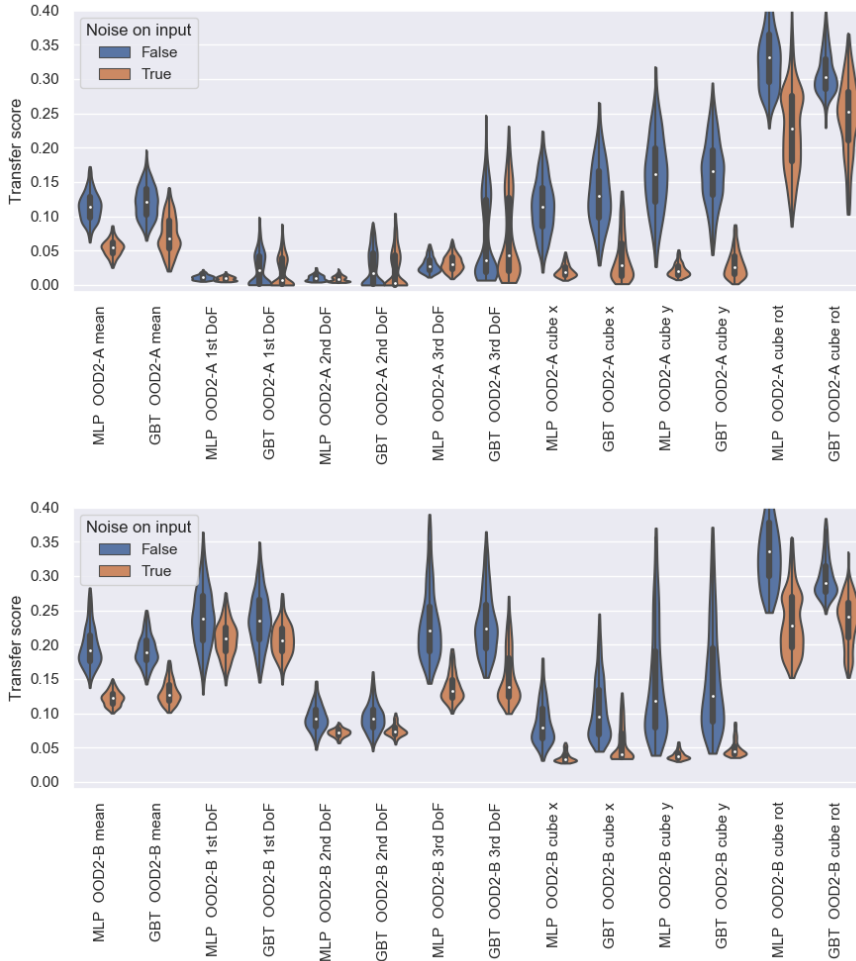 Noise on input
False
True
Transfer score
0.40
0.35
0.30
0.25
0.20
0.15
0.10
0.05
0.00
MLP OOD2-A mean
GBT OOD2-A mean
MLP OOD2-A 1st DoF
GBT OOD2-A 1st DoF
MLP OOD2-A 2nd DoF
GBT OOD2-A 2nd DoF
MLP OOD2-A 3rd DoF
GBT OOD2-A 3rd DoF
MLP OOD2-A cube x
GBT OOD2-A cube x
MLP OOD2-A cube y
GBT OOD2-A cube y
MLP OOD2-A cube rot
GBT OOD2-A cube rot
Noise on input
False
True
Transfer score
0.40
0.35
0.30
0.25
0.20
0.15
0.10
0.05
0.00
MLP OOD2-B mean
GBT OOD2-B mean
MLP OOD2-B 1st DoF
GBT OOD2-B 1st DoF
MLP OOD2-B 2nd DoF
GBT OOD2-B 2nd DoF
MLP OOD2-B 3rd DoF
GBT OOD2-B 3rd DoF
MLP OOD2-B cube x
GBT OOD2-B cube x
MLP OOD2-B cube y
GBT OOD2-B cube y
MLP OOD2-B cube rot
GBT OOD2-B cube rot